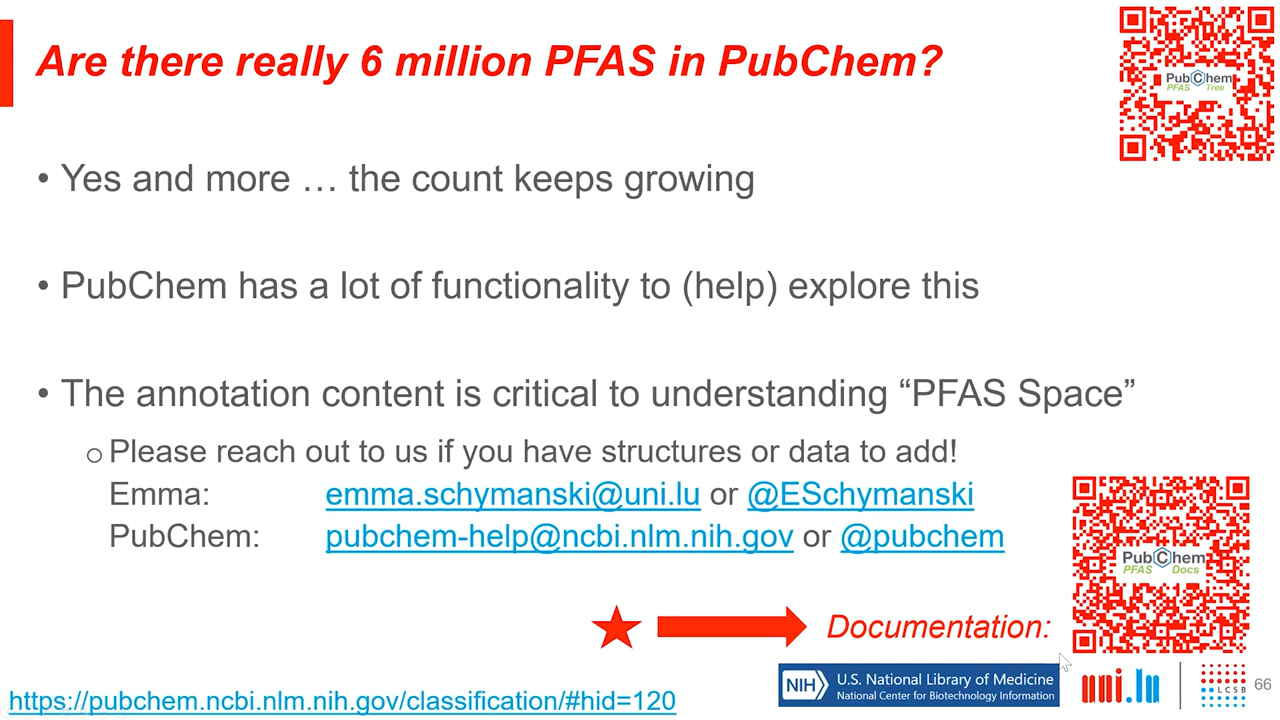 Are there really 6 million PFAS in PubChem?
PubChem
PFAS Tree
• Yes and more … the count keeps growing
• PubChem has a lot of functionality to (help) explore this
• The annotation content is critical to understanding “PFAS Space”
o Please reach out to us if you have structures or data to add!
Emma: emma.schymanski@uni.lu or @ESchymanski
PubChem: pubchem-help@ncbi.nlm.nih.gov or @pubchem
PubChem
PFAS Docs
Documentation:
NIH U.S. National Library of Medicine
National Center for Biotechnology Information
uni.lu
LCSB
66
https://pubchem.ncbi.nlm.nih.gov/classification/#hid=120